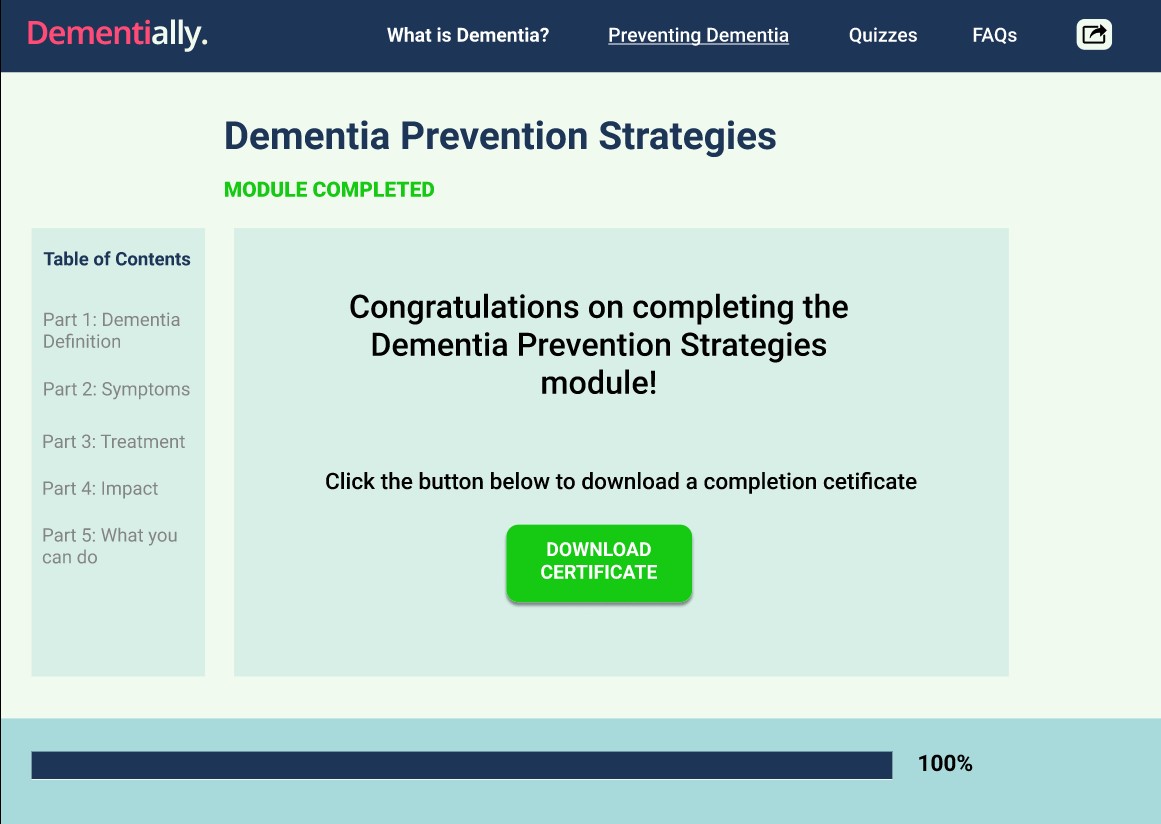 Dementially.
What is Dementia? Preventing Dementia Quizzes FAQs
Dementia Prevention Strategies
MODULE COMPLETED
Table of Contents
Part 1: Dementia
Definition
Part 2: Symptoms
Part 3: Treatment
Part 4: Impact
Part 5: What you
can do
Congratulations on completing the
Dementia Prevention Strategies
module!
Click the button below to download a completion cetificate
DOWNLOAD
CERTIFICATE
100%